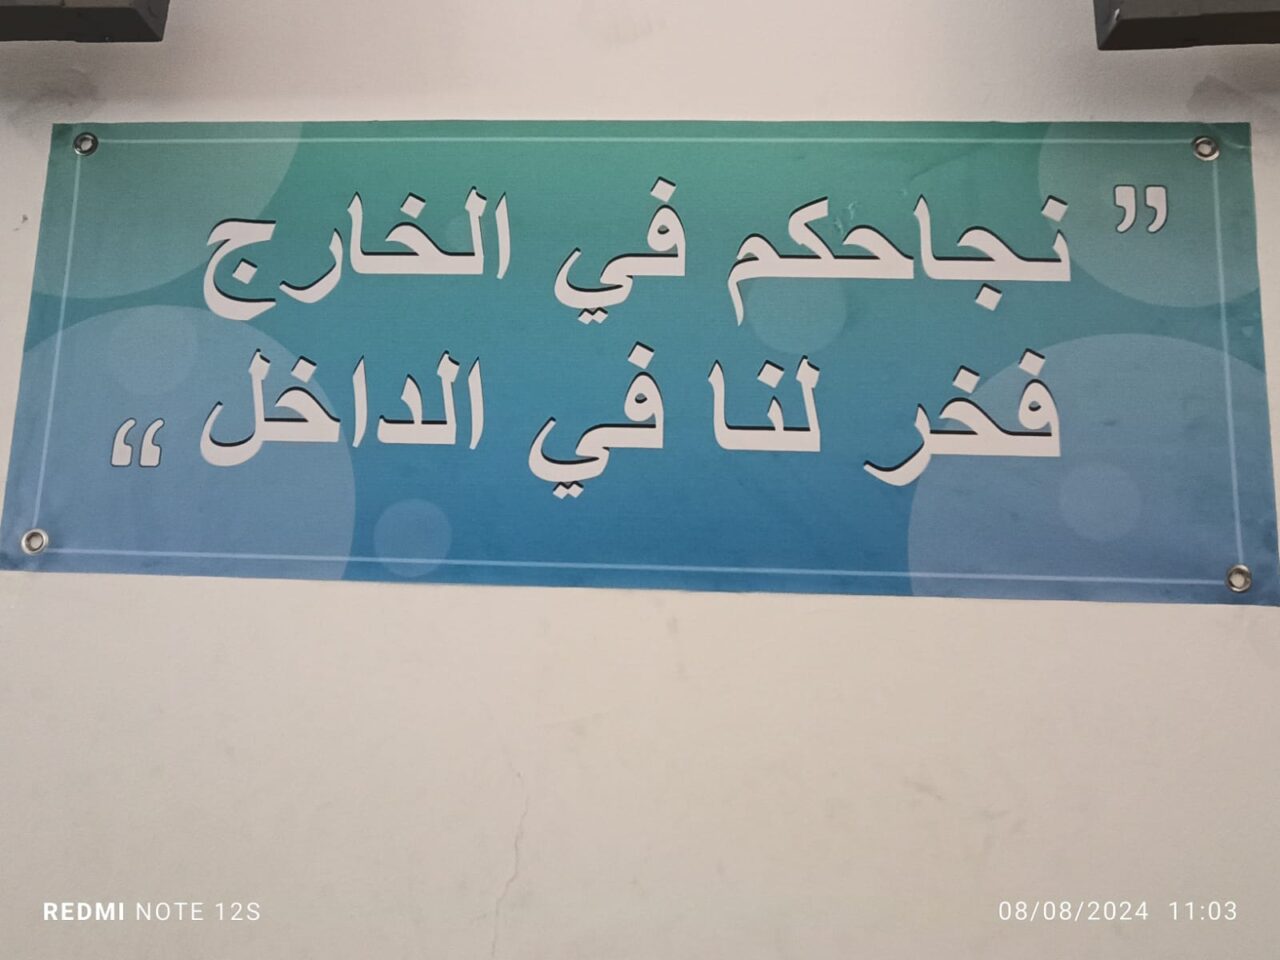 ” نجاحكم في الخارج
فخر لنا في الداخل “
REDMI NOTE 12S
08/08/2024 11:03